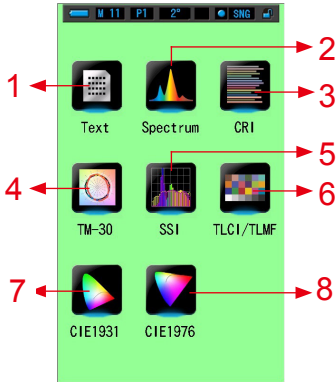 M 11 P1 2° SNG
1 2
Text Spectrum CRI 3
4 5
TM-30 SSI TLCI/TLMF 6
7 8
CIE1931 CIE1976